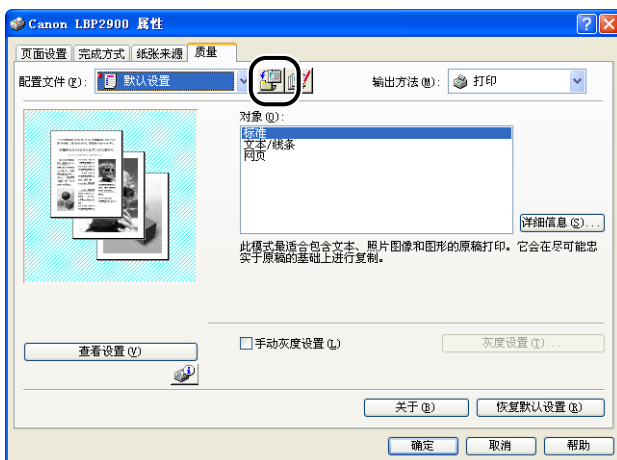 Canon LBP2900 属性
页面设置 完成方式 纸张来源 质量
配置文件(F): 默认设置 输出方法(M): 打印
对象(O):
标准
文本/线条
网页
详细信息(S)...
此模式最适合包含文本、照片图像和图形的原稿打印。它会在尽可能忠
实于原稿的基础上进行复制。
查看设置(V) 手动灰度设置(L) 灰度设置(T)...
关于(B) 恢复默认设置(R)
确定 取消 帮助